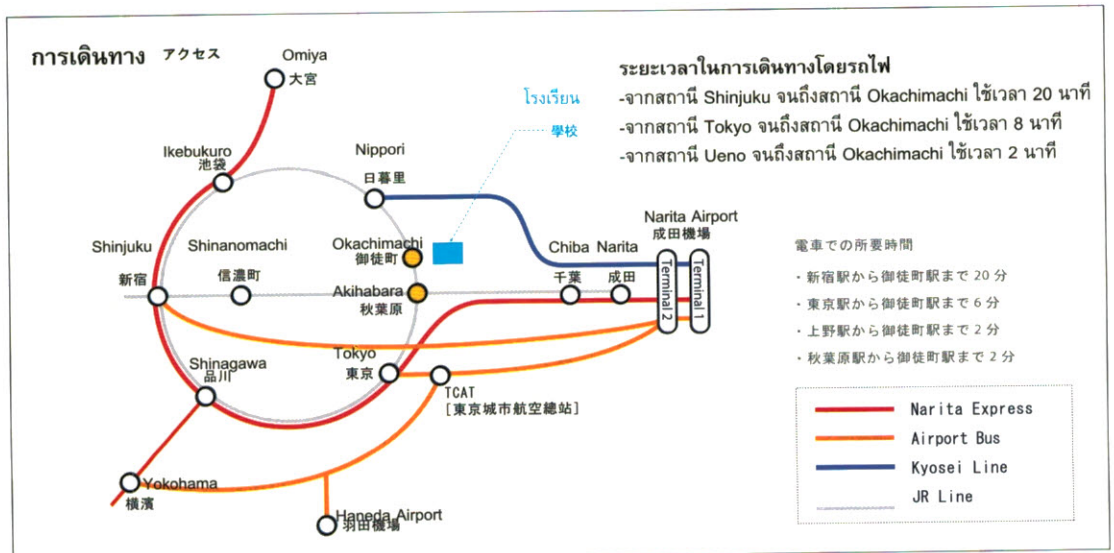 การเดินทาง アクセス
Omiya
大宮
ระยะเวลาในการเดินทางโดยรถไฟ
-จากสถานี Shinjuku จนถึงสถานี Okachimachi ใช้เวลา 20 นาที
-จากสถานี Tokyo จนถึงสถานี Okachimachi ใช้เวลา 8 นาที
-จากสถานี Ueno จนถึงสถานี Okachimachi ใช้เวลา 2 นาที
โรงเรียน
學校
Ikebukuro
池袋
Nippori
日暮里
Narita Airport
成田機場
Terminal 2
Terminal 1
Shinjuku
新宿
Shinanomachi
信濃町
Okachimachi
御徒町
Akihabara
秋葉原
Chiba
千葉
Narita
成田
電車での所要時間
・新宿駅から御徒町駅まで20分
・東京駅から御徒町駅まで6分
・上野駅から御徒町駅まで2分
・秋葉原駅から御徒町駅まで2分
Shinagawa
品川
Tokyo
東京
TCAT
[東京城市航空總站]
Yokohama
橫濱
Haneda Airport
羽田機場
Narita Express
Airport Bus
Kyosei Line
JR Line